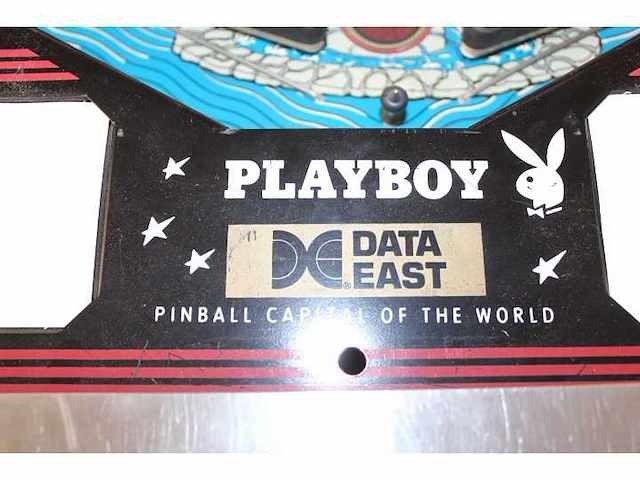 PLAYBOY
DATA
EAST
®
PINBALL CAPITAL OF THE WORLD